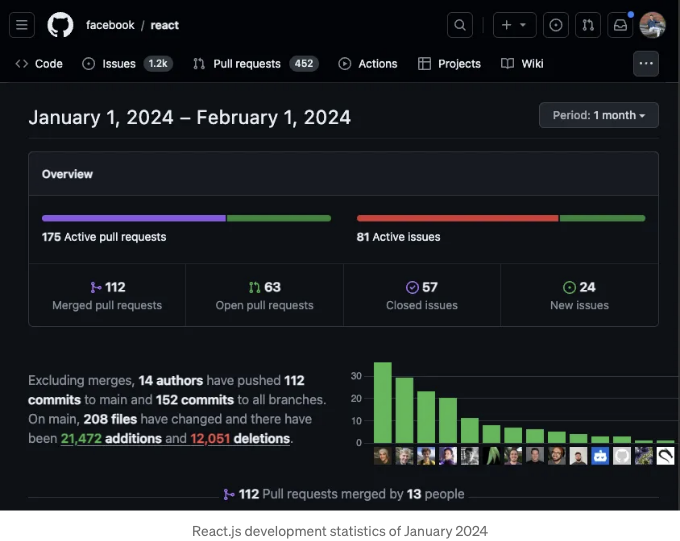 facebook / react
Code Issues 1.2k Pull requests 452 Actions Projects Wiki
January 1, 2024 – February 1, 2024
Period: 1 month
Overview
175 Active pull requests
81 Active issues
112
Merged pull requests
63
Open pull requests
57
Closed issues
24
New issues
Excluding merges, 14 authors have pushed 112
commits to main and 152 commits to all branches.
On main, 208 files have changed and there have
been 21,472 additions and 12,051 deletions.
30
20
10
0
112 Pull requests merged by 13 people
React.js development statistics of January 2024